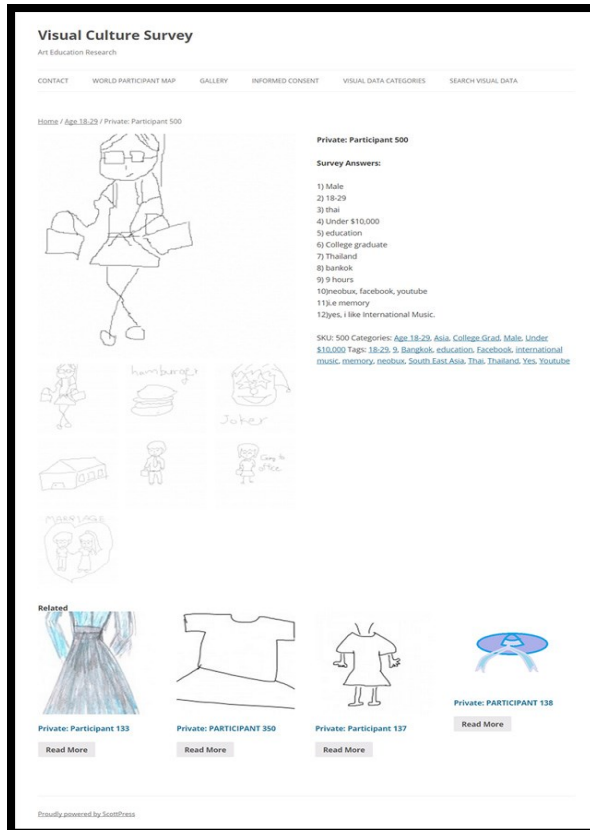 Visual Culture Survey
Art Education Research
CONTACT WORLD PARTICIPANT MAP GALLERY INFORMED CONSENT VISUAL DATA CATEGORIES SEARCH VISUAL DATA
Home / Age 18-29 / Private: Participant 500
Private: Participant 500
Survey Answers:
1) Male
2) 18-29
3) thai
4) Under $10,000
5) education
6) College graduate
7) Thailand
8) bankok
9) 9 hours
10)neobux, facebook, youtube
11)i.e memory
12)yes, i like International Music.
SKU: 500 Categories: Age 18-29, Asia, College Grad, Male, Under
$10,000 Tags: 18-29, 9, Bangkok, education, Facebook, international
music, memory, neobux, South East Asia, Thai, Thailand, Yes, Youtube
hamburger
Joker
Going to
office
MARRIAGE
Related
Private: Participant 133
Read More
Private: PARTICIPANT 350
Read More
Private: Participant 137
Read More
Private: PARTICIPANT 138
Read More
Proudly powered by ScottPress